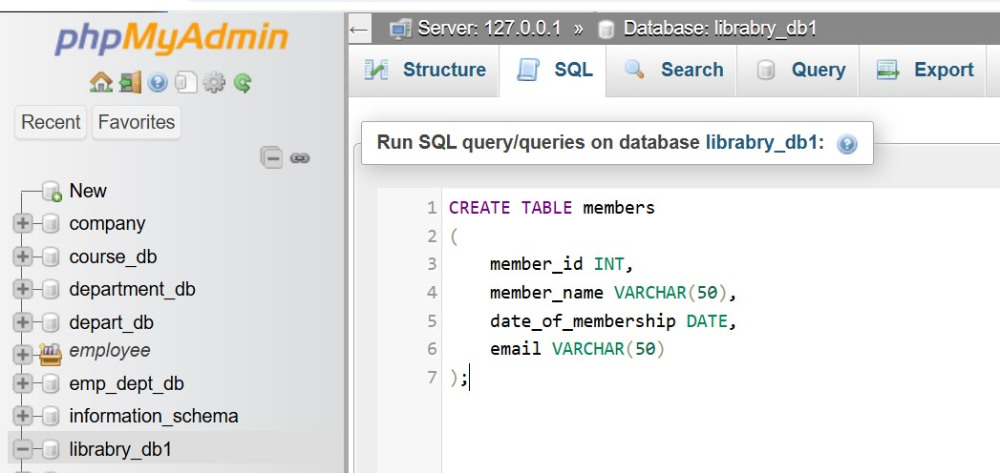 phpMyAdmin
Recent Favorites
New
company
course_db
department_db
depart_db
employee
emp_dept_db
information_schema
librabry_db1
Server: 127.0.0.1 » Database: librabry_db1
Structure SQL Search Query Export
Run SQL query/queries on database librabry_db1:
1 CREATE TABLE members
2 (
3 member_id INT,
4 member_name VARCHAR(50),
5 date_of_membership DATE,
6 email VARCHAR(50)
7 );